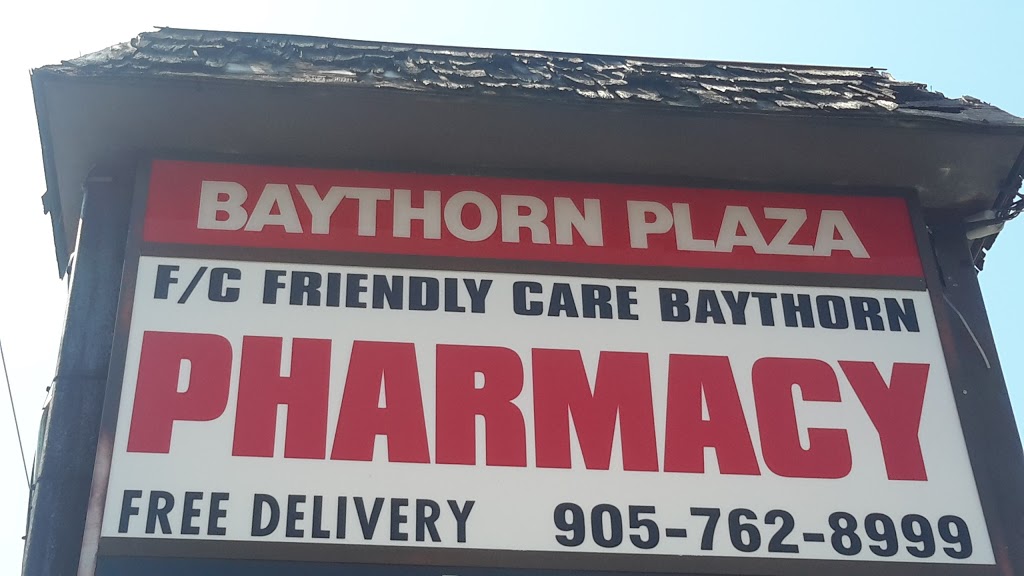 BAYTHORN PLAZA
F/C FRIENDLY CARE BAYTHORN
PHARMACY
FREE DELIVERY 905-762-8999